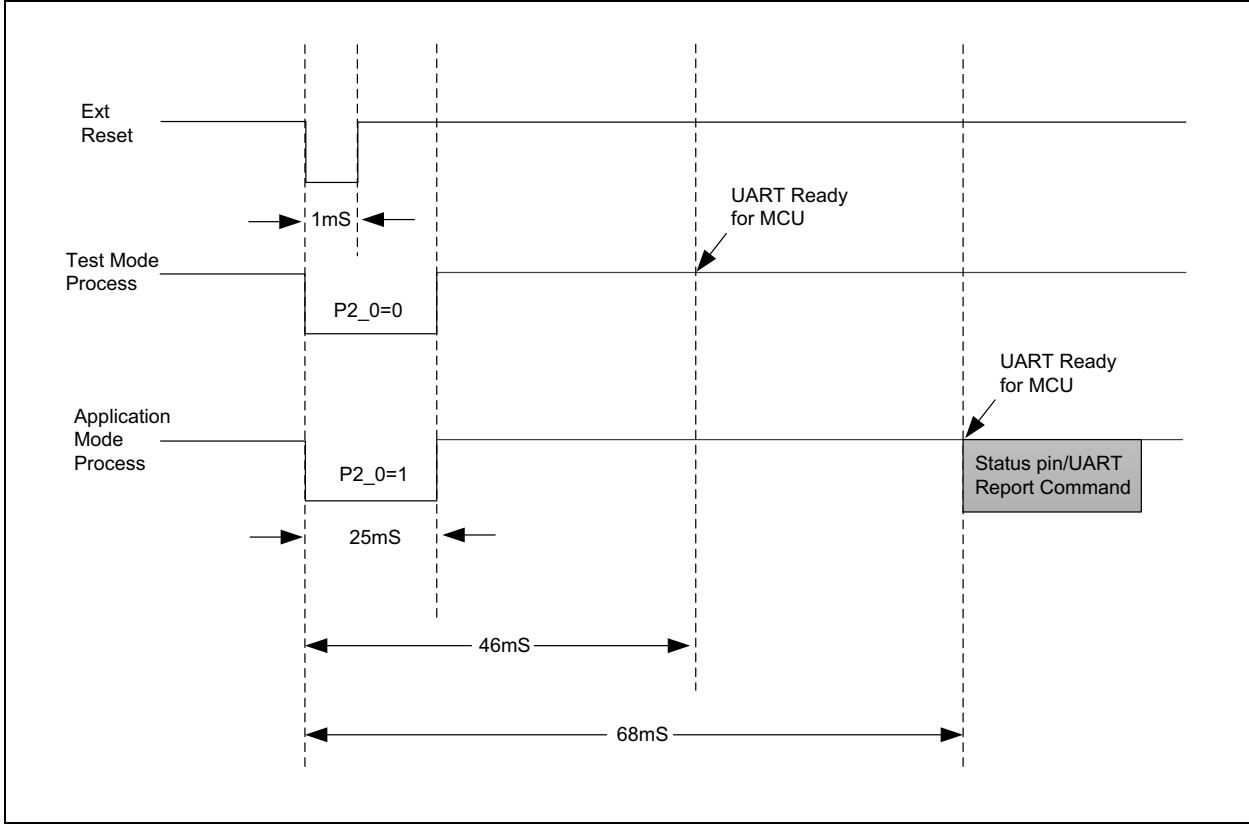 Ext
Reset
1mS
UART Ready
for MCU
Test Mode
Process
P2_0=0
UART Ready
for MCU
Application
Mode
Process
P2_0=1
Status pin/UART
Report Command
25mS
46mS
68mS